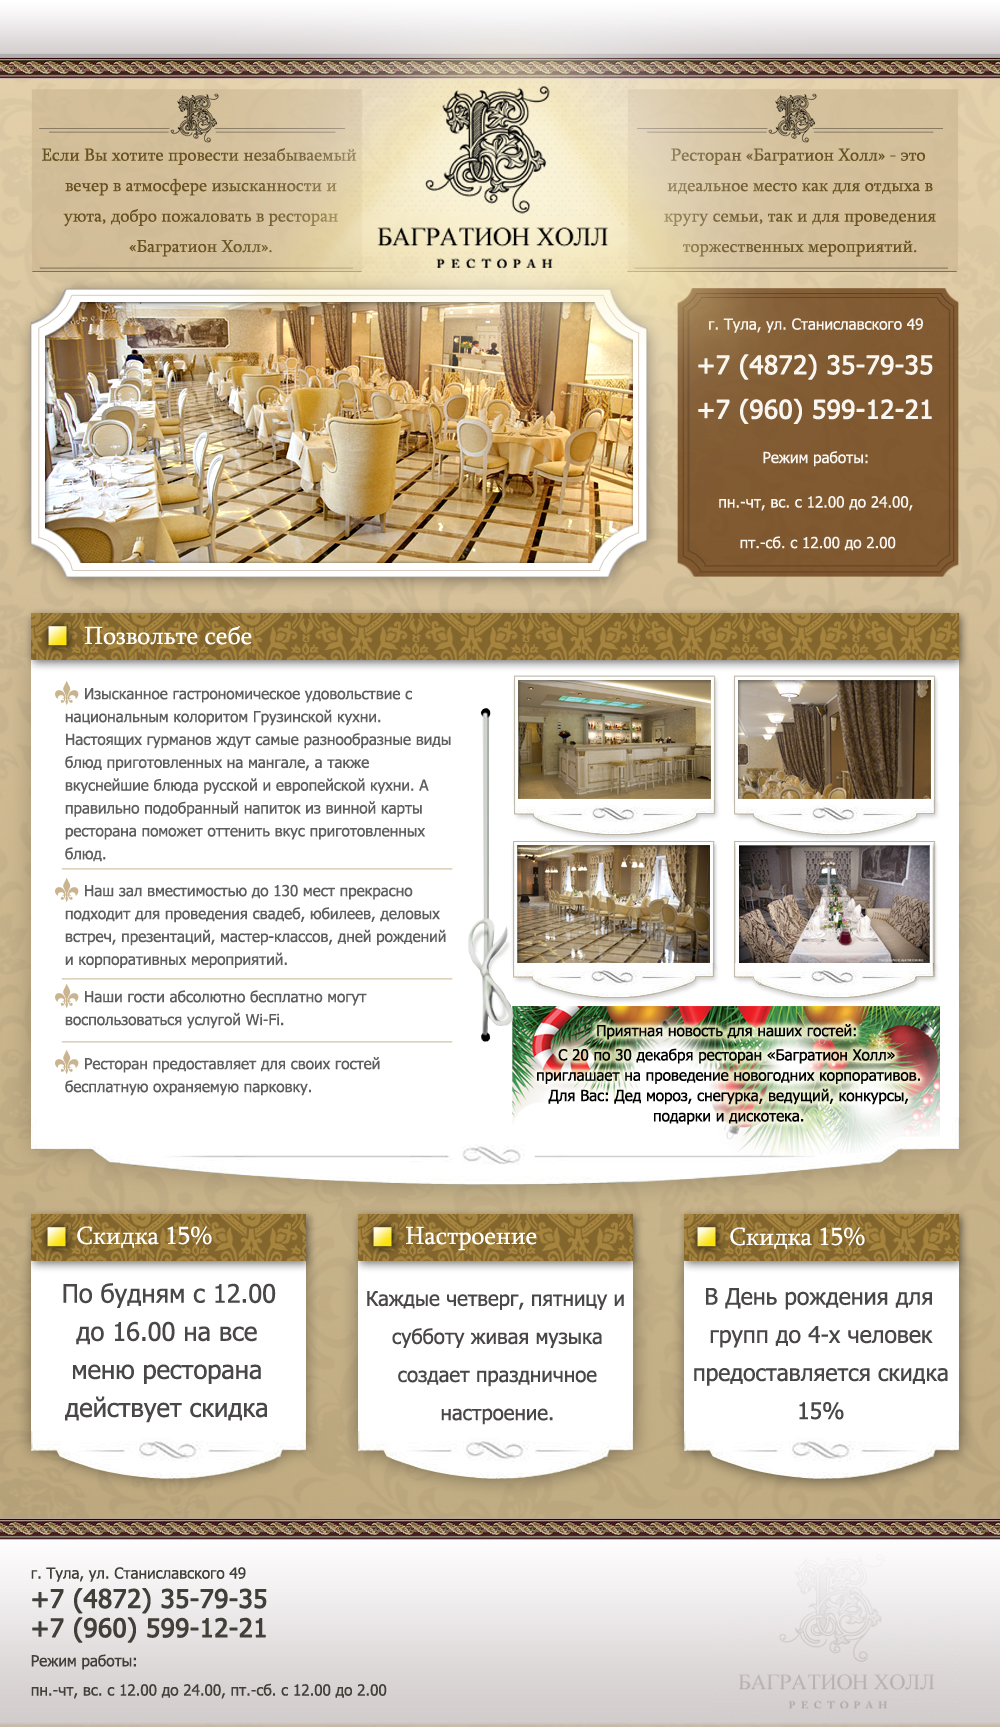 Если Вы хотите провести незабываемый
вечер в атмосфере изысканности и
уюта, добро пожаловать в ресторан
«Багратион Холл».
БАГРАТИОН ХОЛЛ
РЕСТОРАН
Ресторан «Багратион Холл» - это
идеальное место как для отдыха в
кругу семьи, так и для проведения
торжественных мероприятий.
г. Тула, ул. Станиславского 49
+7 (4872) 35-79-35
+7 (960) 599-12-21
Режим работы:
пн.-чт, вс. с 12.00 до 24.00,
пт.-сб. с 12.00 до 2.00
Позвольте себе
Изысканное гастрономическое удовольствие с
национальным колоритом Грузинской кухни.
Настоящих гурманов ждут самые разнообразные виды
блюд приготовленных на мангале, а также
вкуснейшие блюда русской и европейской кухни. А
правильно подобранный напиток из винной карты
ресторана поможет оттенить вкус приготовленных
блюд.
Наш зал вместимостью до 130 мест прекрасно
подходит для проведения свадеб, юбилеев, деловых
встреч, презентаций, мастер-классов, дней рождений
и корпоративных мероприятий.
Наши гости абсолютно бесплатно могут
воспользоваться услугой Wi-Fi.
Ресторан предоставляет для своих гостей
бесплатную охраняемую парковку.
Приятная новость для наших гостей:
С 20 по 30 декабря ресторан «Багратион Холл»
приглашает на проведение новогодних корпоративов.
Для Вас: Дед мороз, снегурка, ведущий, конкурсы,
подарки и дискотека.
Скидка 15%
По будням с 12.00
до 16.00 на все
меню ресторана
действует скидка
Настроение
Каждые четверг, пятницу и
субботу живая музыка
создает праздничное
настроение.
Скидка 15%
В День рождения для
групп до 4-х человек
предоставляется скидка
15%
г. Тула, ул. Станиславского 49
+7 (4872) 35-79-35
+7 (960) 599-12-21
Режим работы:
пн.-чт, вс. с 12.00 до 24.00, пт.-сб. с 12.00 до 2.00
БАГРАТИОН ХОЛЛ
РЕСТОРАН